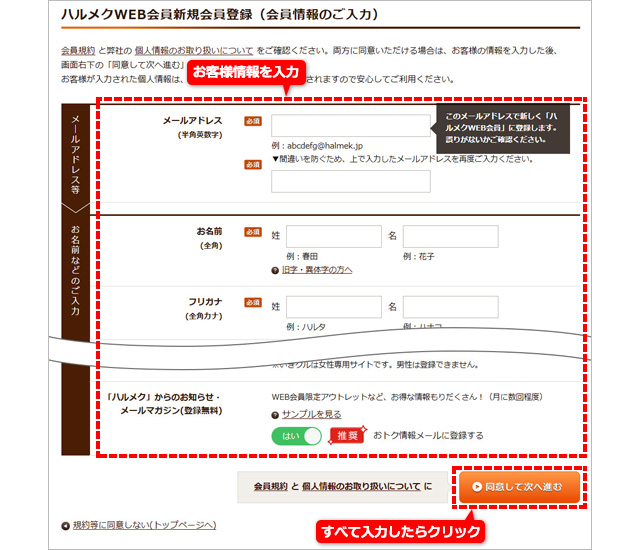 ハルメクWEB会員新規会員登録（会員情報のご入力）
会員規約 と弊社の 個人情報のお取り扱いについて をご確認ください。両方に同意いただける場合は、お客様の情報を入力した後、
画面右下の「同意して次へ進む」
お客様が入力された個人情報は、
されますので安心してご利用ください。
お客様情報を入力
メールアドレス等
メールアドレス
(半角英数字)
必須
このメールアドレスで新しく「ハ
ルメクWEB会員」に登録します。
誤りがないかご確認ください。
例：abcdefg@halmek.jp
必須
▼間違いを防ぐため、上で入力したメールアドレスを再度ご入力ください。
お名前などのご入力
お名前
(全角)
必須
姓
名
例：春田
例：花子
旧字・異体字の方へ
フリガナ
(全角カナ)
必須
姓
名
例：ハルタ
例：ハナコ
※いきクルは女性専用サイトです。男性は登録できません。
「ハルメク」からのお知らせ・
メールマガジン(登録無料)
WEB会員限定アウトレットなど、お得な情報もりだくさん！（月に数回程度）
サンプルを見る
はい
推奨
おトク情報メールに登録する
会員規約 と 個人情報のお取り扱いについて に
同意して次へ進む
規約等に同意しない(トップページへ)
すべて入力したらクリック